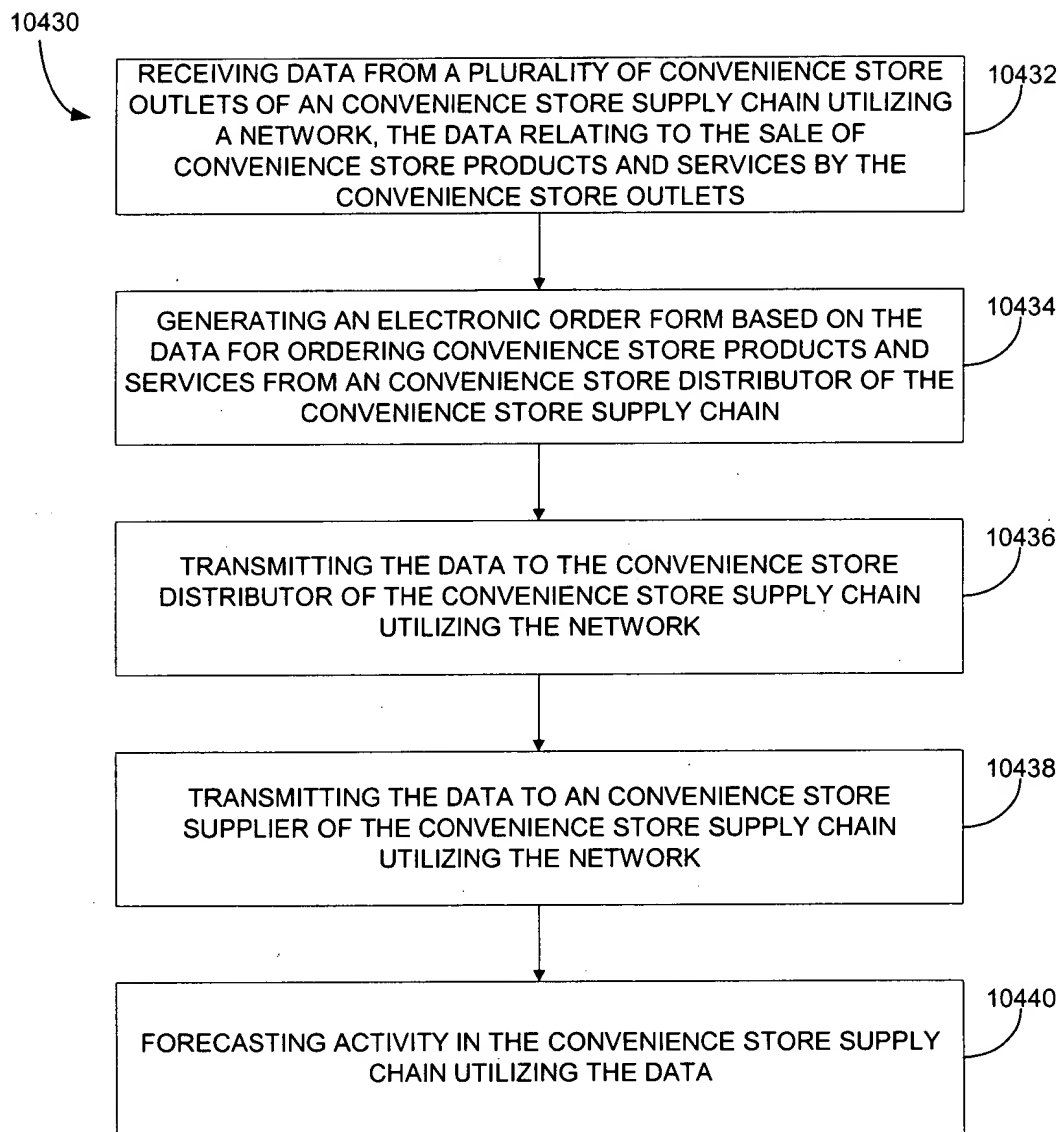 10430
RECEIVING DATA FROM A PLURALITY OF CONVENIENCE STORE
OUTLETS OF AN CONVENIENCE STORE SUPPLY CHAIN UTILIZING
A NETWORK, THE DATA RELATING TO THE SALE OF
CONVENIENCE STORE PRODUCTS AND SERVICES BY THE
CONVENIENCE STORE OUTLETS
10432
GENERATING AN ELECTRONIC ORDER FORM BASED ON THE
DATA FOR ORDERING CONVENIENCE STORE PRODUCTS AND
SERVICES FROM AN CONVENIENCE STORE DISTRIBUTOR OF THE
CONVENIENCE STORE SUPPLY CHAIN
10434
TRANSMITTING THE DATA TO THE CONVENIENCE STORE
DISTRIBUTOR OF THE CONVENIENCE STORE SUPPLY CHAIN
UTILIZING THE NETWORK
10436
TRANSMITTING THE DATA TO AN CONVENIENCE STORE
SUPPLIER OF THE CONVENIENCE STORE SUPPLY CHAIN
UTILIZING THE NETWORK
10438
FORECASTING ACTIVITY IN THE CONVENIENCE STORE SUPPLY
CHAIN UTILIZING THE DATA
10440